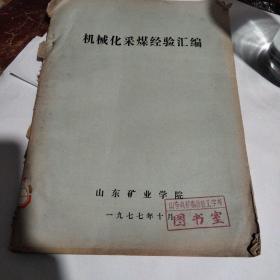 机械化采煤经验汇编
山东矿业学院
一九七七年十月
图书室